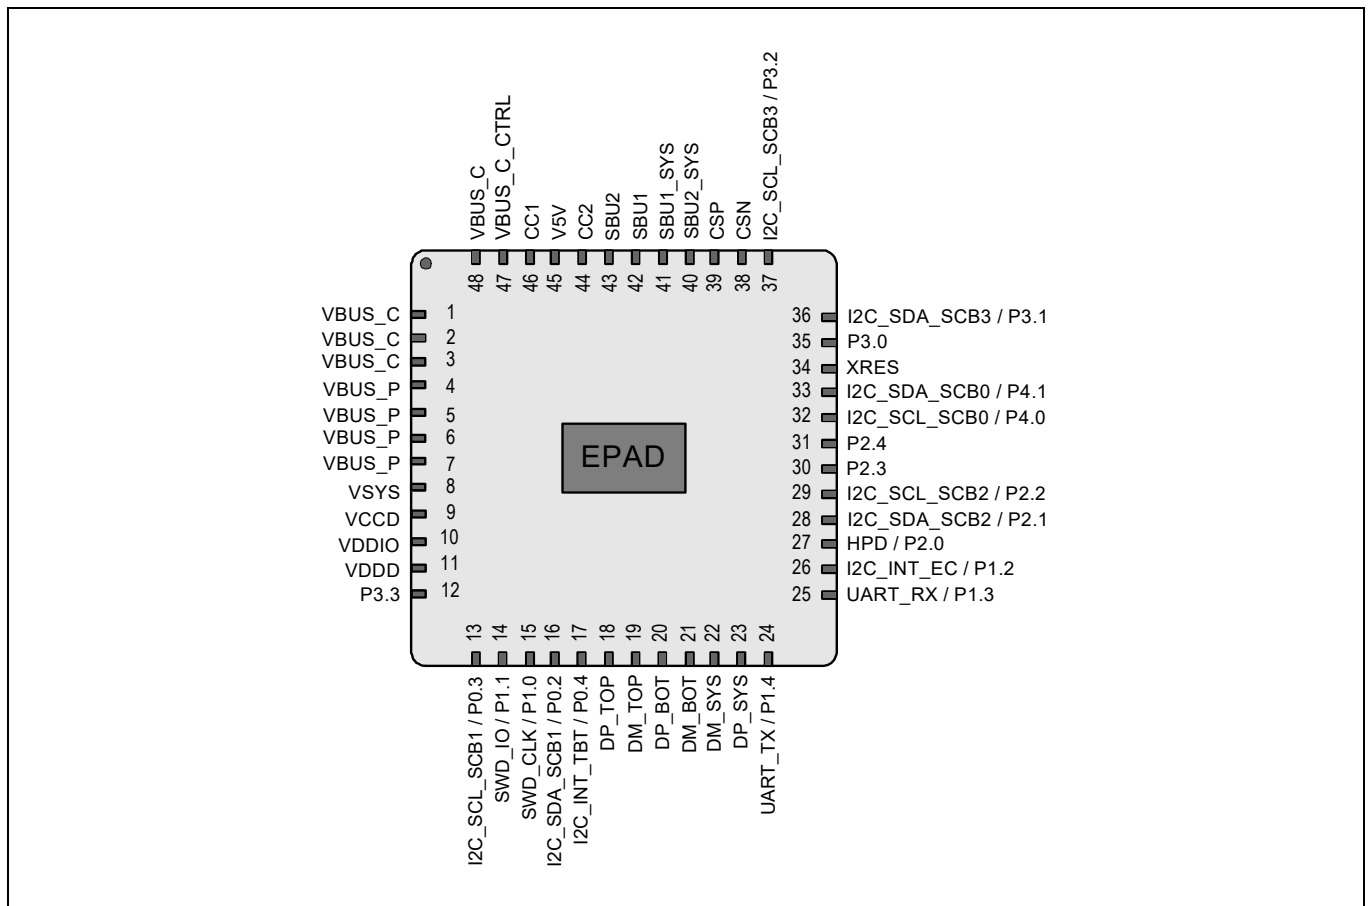 VBUS_C
VBUS_C_CTRL
CC1
V5V
CC2
SBU2
SBU1
SBU1_SYS
SBU2_SYS
CSP
CSN
I2C_SCL_SCB3 / P3.2
48
47
46
45
44
43
42
41
40
39
38
37
VBUS_C 1
VBUS_C 2
VBUS_C 3
VBUS_P 4
VBUS_P 5
VBUS_P 6
VBUS_P 7
VSYS 8
VCCD 9
VDDIO 10
VDDD 11
P3.3 12
EPAD
36 I2C_SDA_SCB3 / P3.1
35 P3.0
34 XRES
33 I2C_SDA_SCB0 / P4.1
32 I2C_SCL_SCB0 / P4.0
31 P2.4
30 P2.3
29 I2C_SCL_SCB2 / P2.2
28 I2C_SDA_SCB2 / P2.1
27 HPD / P2.0
26 I2C_INT_EC / P1.2
25 UART_RX / P1.3
13
14
15
16
17
18
19
20
21
22
23
24
I2C_SCL_SCB1 / P0.3
SWD_IO / P1.1
SWD_CLK / P1.0
I2C_SDA_SCB1 / P0.2
I2C_INT_TBT / P0.4
DP_TOP
DM_TOP
DP_BOT
DM_BOT
DM_SYS
DP_SYS
UART_TX / P1.4